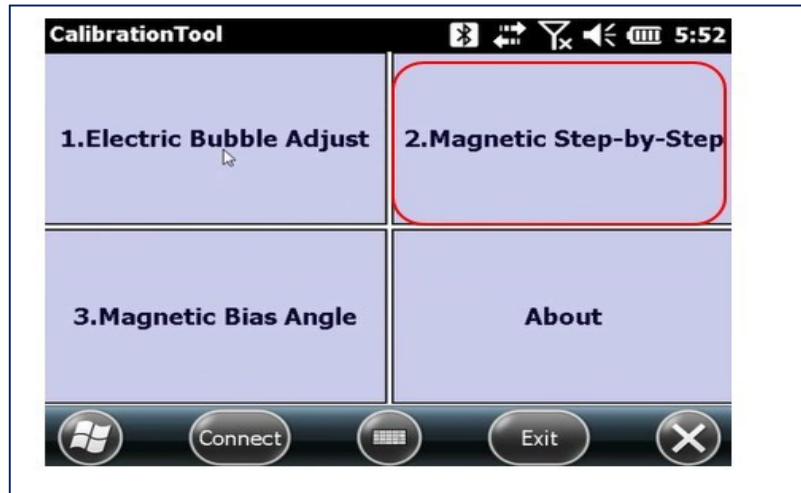 CalibrationTool 5:52
1.Electric Bubble Adjust
2.Magnetic Step-by-Step
3.Magnetic Bias Angle
About
Connect
Exit